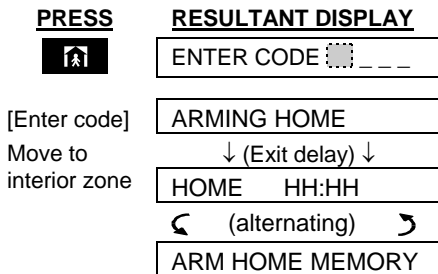 PRESS RESULTANT DISPLAY
ENTER CODE _ _ _
[Enter code] ARMING HOME
Move to interior zone
↓ (Exit delay) ↓
HOME HH:HH
(alternating)
ARM HOME MEMORY